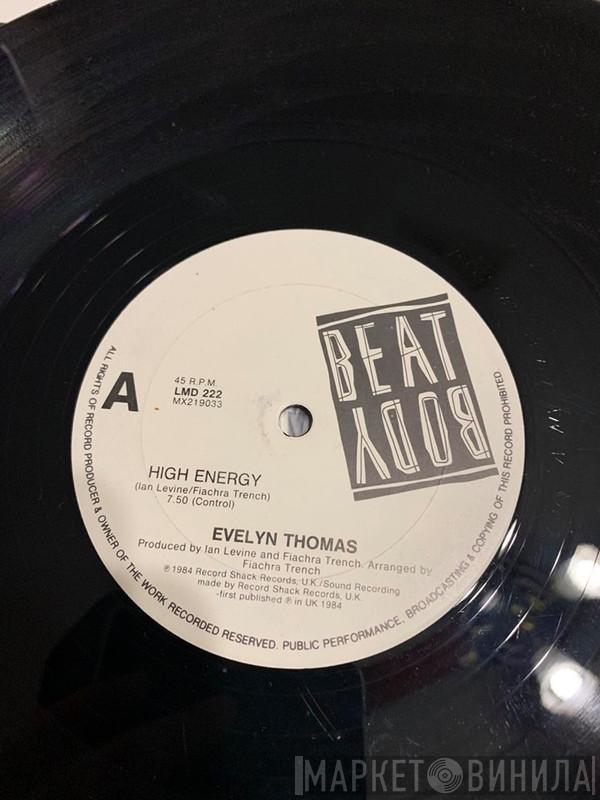 BEAT
BODY
A
45 R.P.M.
LMD 222
MX219033
HIGH ENERGY
(Ian Levine/Fiachra Trench)
7.50 (Control)
EVELYN THOMAS
Produced by Ian Levine and Fiachra Trench. Arranged by
Fiachra Trench
℗ 1984 Record Shack Records, U.K./Sound Recording
made by Record Shack Records, U.K.
-first published ℗ in UK 1984
ALL RIGHTS OF RECORD PRODUCER & OWNER OF THE WORK RECORDED RESERVED. PUBLIC PERFORMANCE, BROADCASTING & COPYING OF THIS RECORD PROHIBITED
МАРКЕТ ВИНИЛА